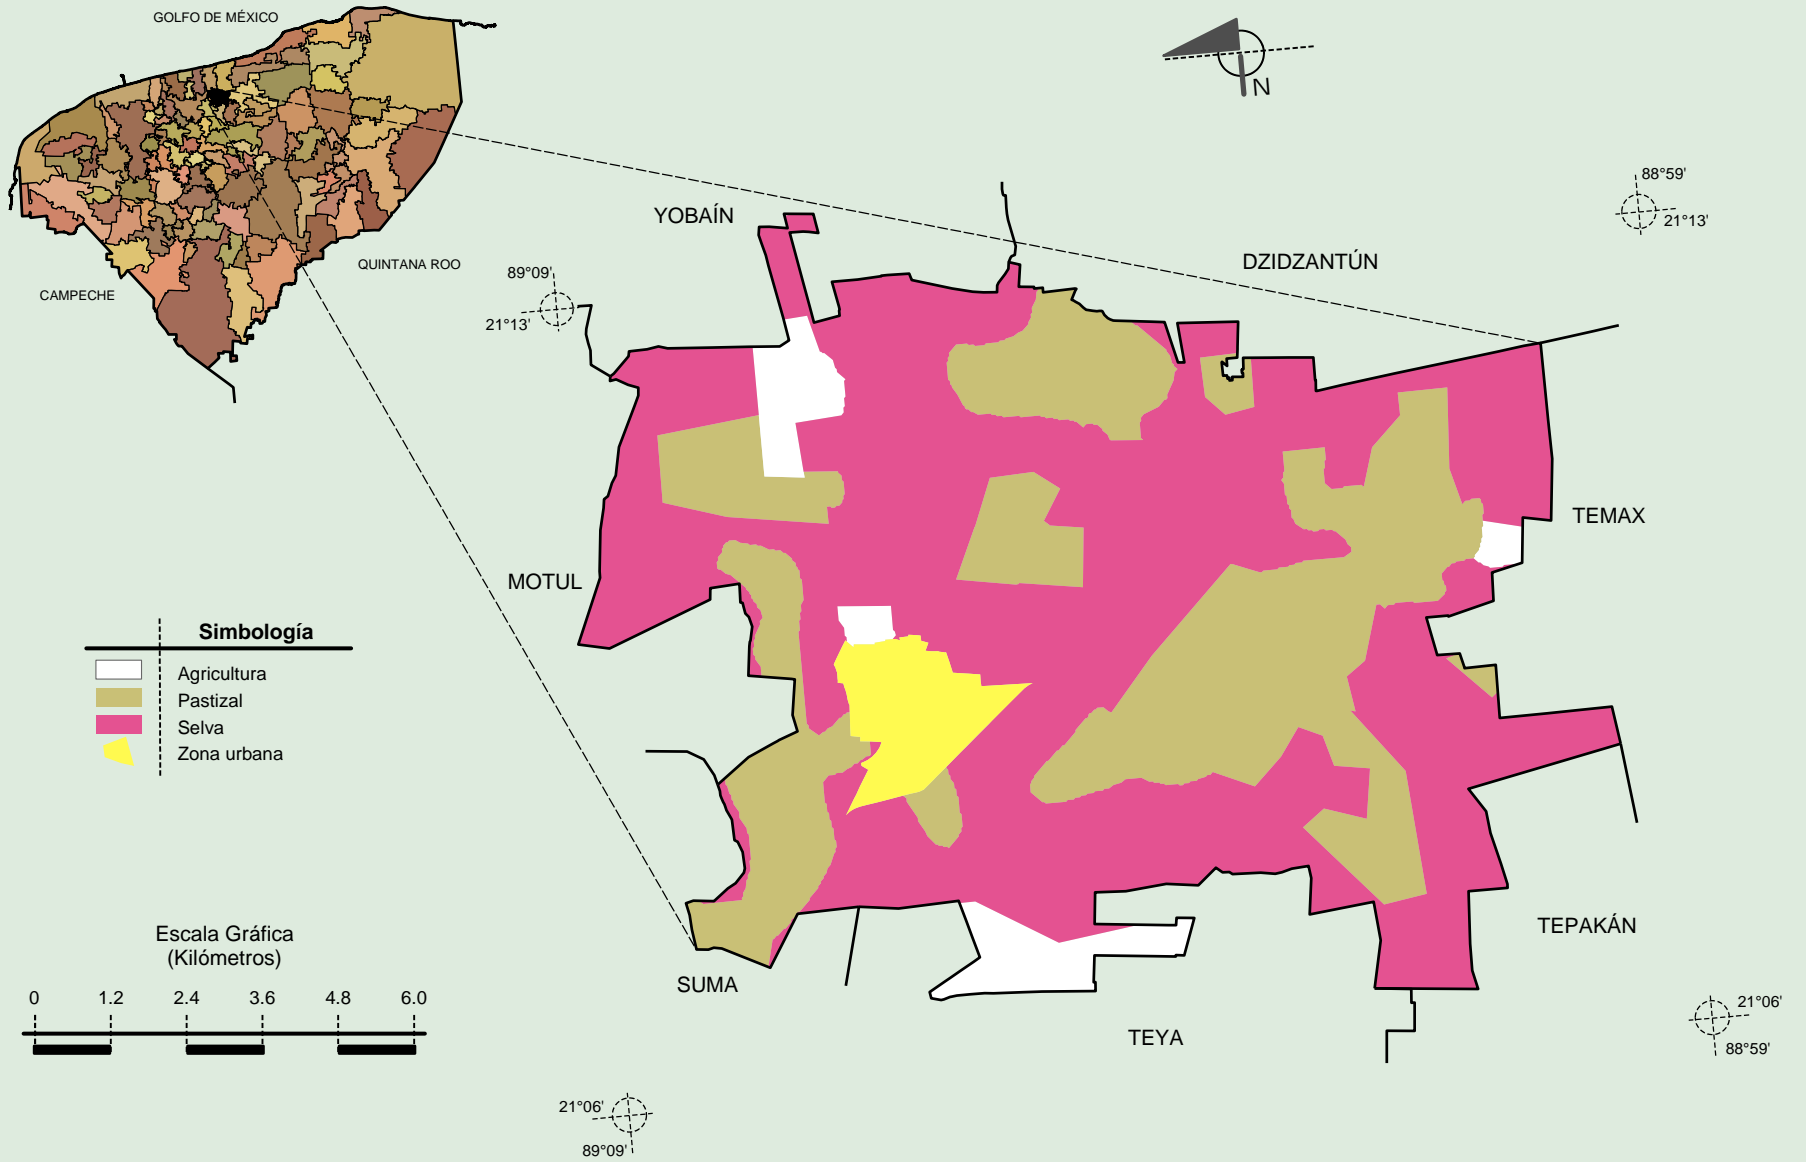 GOLFO DE MÉXICO
N
88°59'
21°13'
YOBAÍN
DZIDZANTÚN
QUINTANA ROO
89°09'
21°13'
CAMPECHE
TEMAX
MOTUL
Simbología
Agricultura
Pastizal
Selva
Zona urbana
TEPAKÁN
Escala Gráfica
(Kilómetros)
0 1.2 2.4 3.6 4.8 6.0
SUMA
TEYA
21°06'
88°59'
21°06'
89°09'